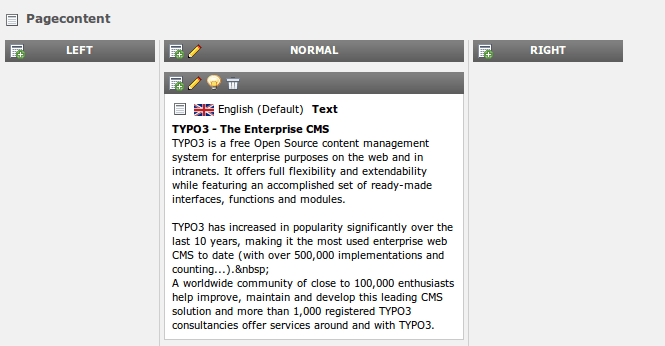 Pagecontent
LEFT
NORMAL
RIGHT
English (Default) Text
TYPO3 - The Enterprise CMS
TYPO3 is a free Open Source content management
system for enterprise purposes on the web and in
intranets. It offers full flexibility and extendability
while featuring an accomplished set of ready-made
interfaces, functions and modules.
TYPO3 has increased in popularity significantly over the
last 10 years, making it the most used enterprise web
CMS to date (with over 500,000 implementations and
counting...).&nbsp;
A worldwide community of close to 100,000 enthusiasts
help improve, maintain and develop this leading CMS
solution and more than 1,000 registered TYPO3
consultancies offer services around and with TYPO3.